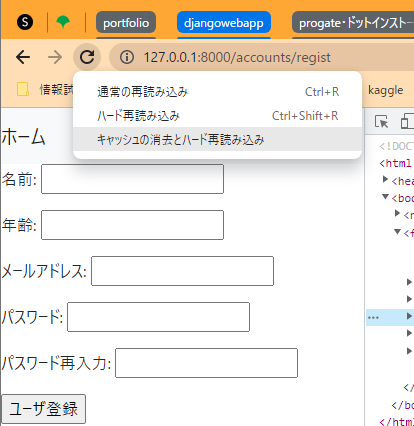 S
portfolio
djangowebapp
progate・ドットインスト
127.0.0.1:8000/accounts/regist
情報試
kaggle
通常の再読み込み Ctrl+R
ハード再読み込み Ctrl+Shift+R
キャッシュの消去とハード再読み込み
ホーム
名前:
年齢:
メールアドレス:
パスワード:
パスワード再入力:
ユーザ登録
<!DOCT
<html
<hea
<bod
<n
<f
</
</bo
</htm